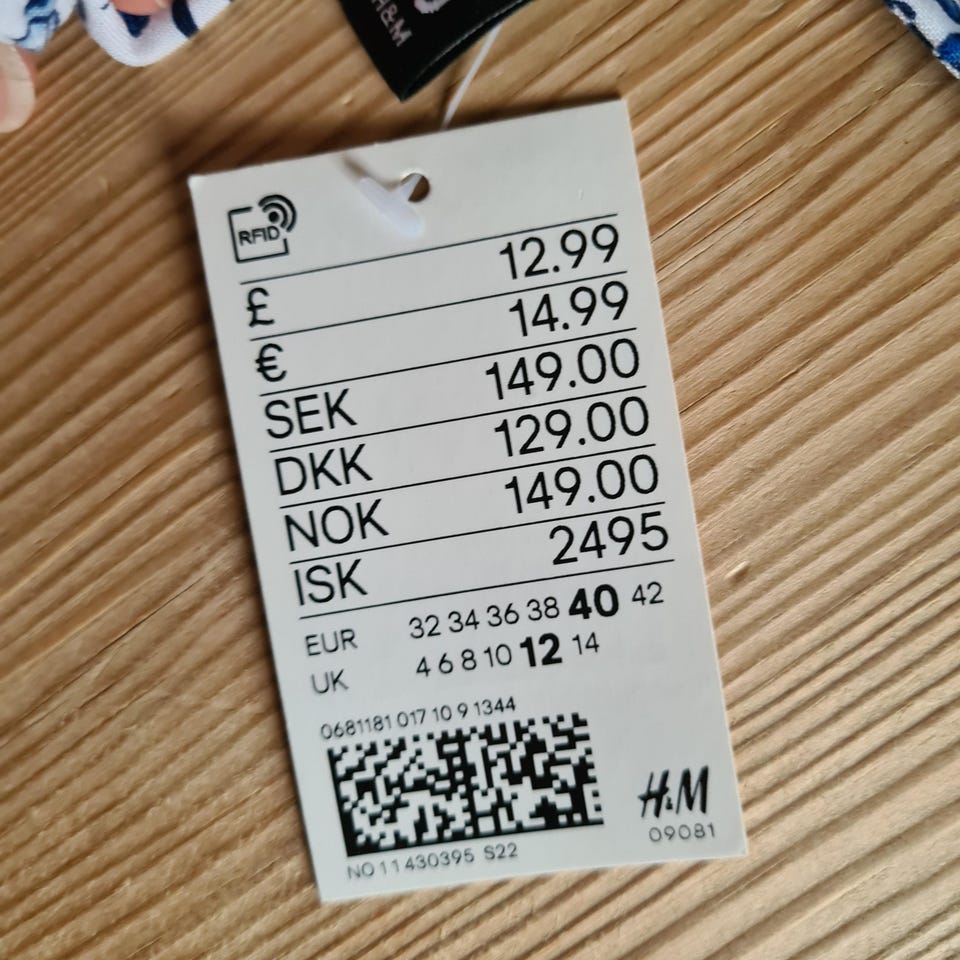 H&M
RFID
£ 12.99
€ 14.99
SEK 149.00
DKK 129.00
NOK 149.00
ISK 2495
EUR 32 34 36 38 40 42
UK 4 6 8 10 12 14
0681181 017 10 9 1344
NO 11 430395 S22
H&M
09081